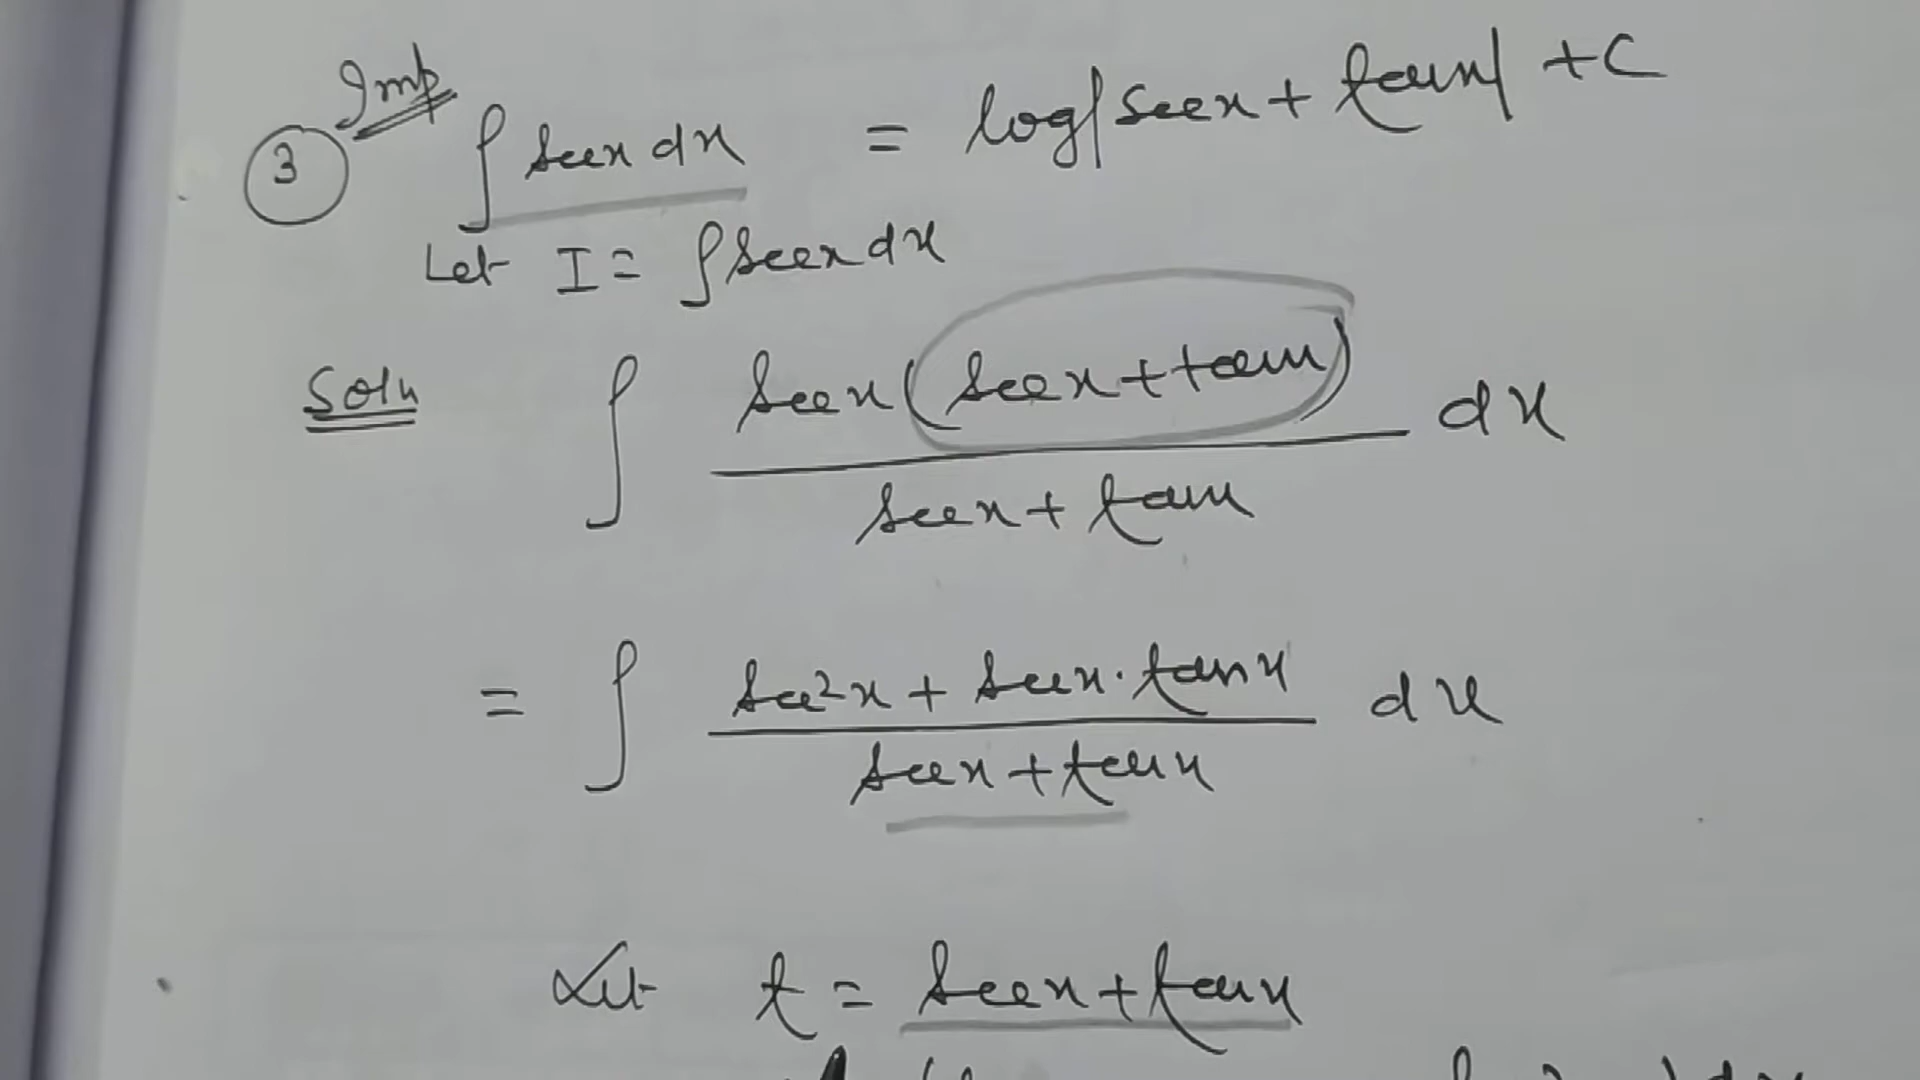 Imp
③ ∫ secx dx = log|secx + tanx| + C
Let I = ∫ secx dx
Soln ∫ secx(secx + tanx) / secx + tanx dx
= ∫ sec²x + secx·tanx / secx + tanx dx
Let t = secx + tanx